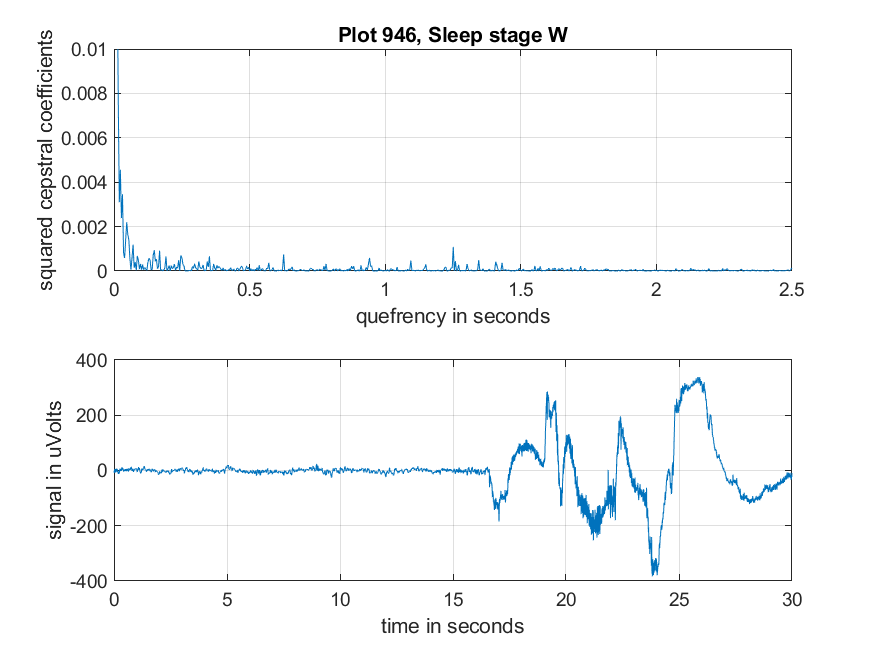 Plot 946, Sleep stage W
squared cepstral coefficients
0.01
0.008
0.006
0.004
0.002
0
0 0.5 1 1.5 2 2.5
quefrency in seconds
signal in uVolts
400
200
0
-200
-400
0 5 10 15 20 25 30
time in seconds